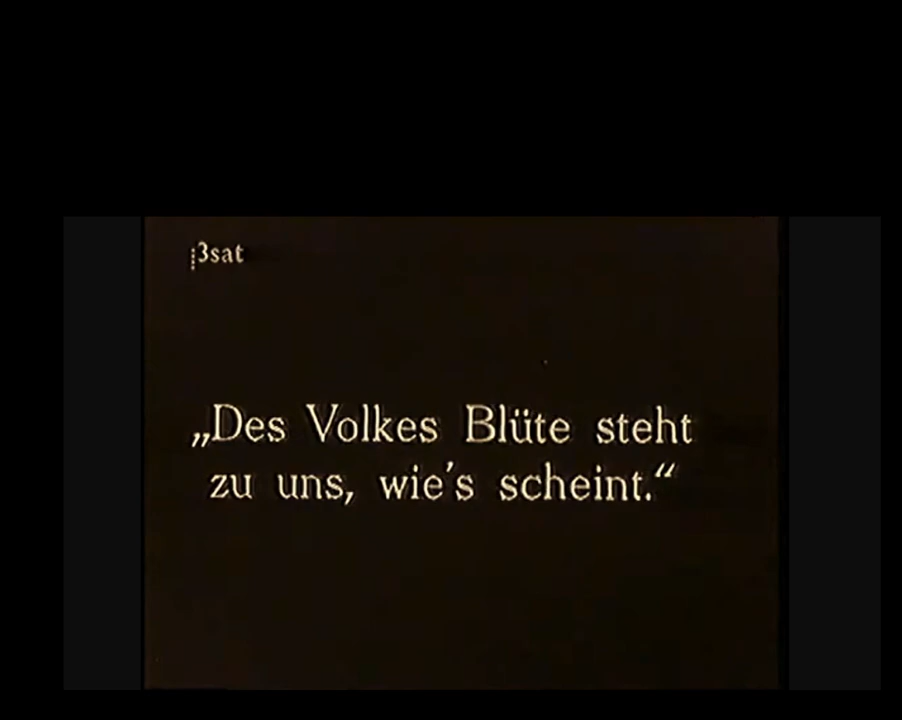 3sat
„Des Volkes Blüte steht
zu uns, wie's scheint.“